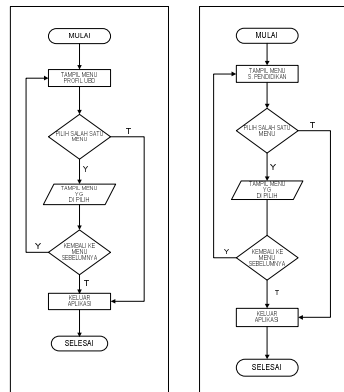 MULAI
TAMPIL MENU
PROFIL UBD
PILIH SALAH SATU
MENU
T
Y
TAMPIL MENU
YG
DI PILIH
Y
KEMBALI KE
MENU
SEBELUMNYA
T
KELUAR
APLIKASI
SELESAI
MULAI
TAMPIL MENU
S. PENDIDIKAN
PILIH SALAH SATU
MENU
T
Y
TAMPIL MENU
YG
DI PILIH
Y
KEMBALI KE
MENU
SEBELUMNYA
T
KELUAR
APLIKASI
SELESAI